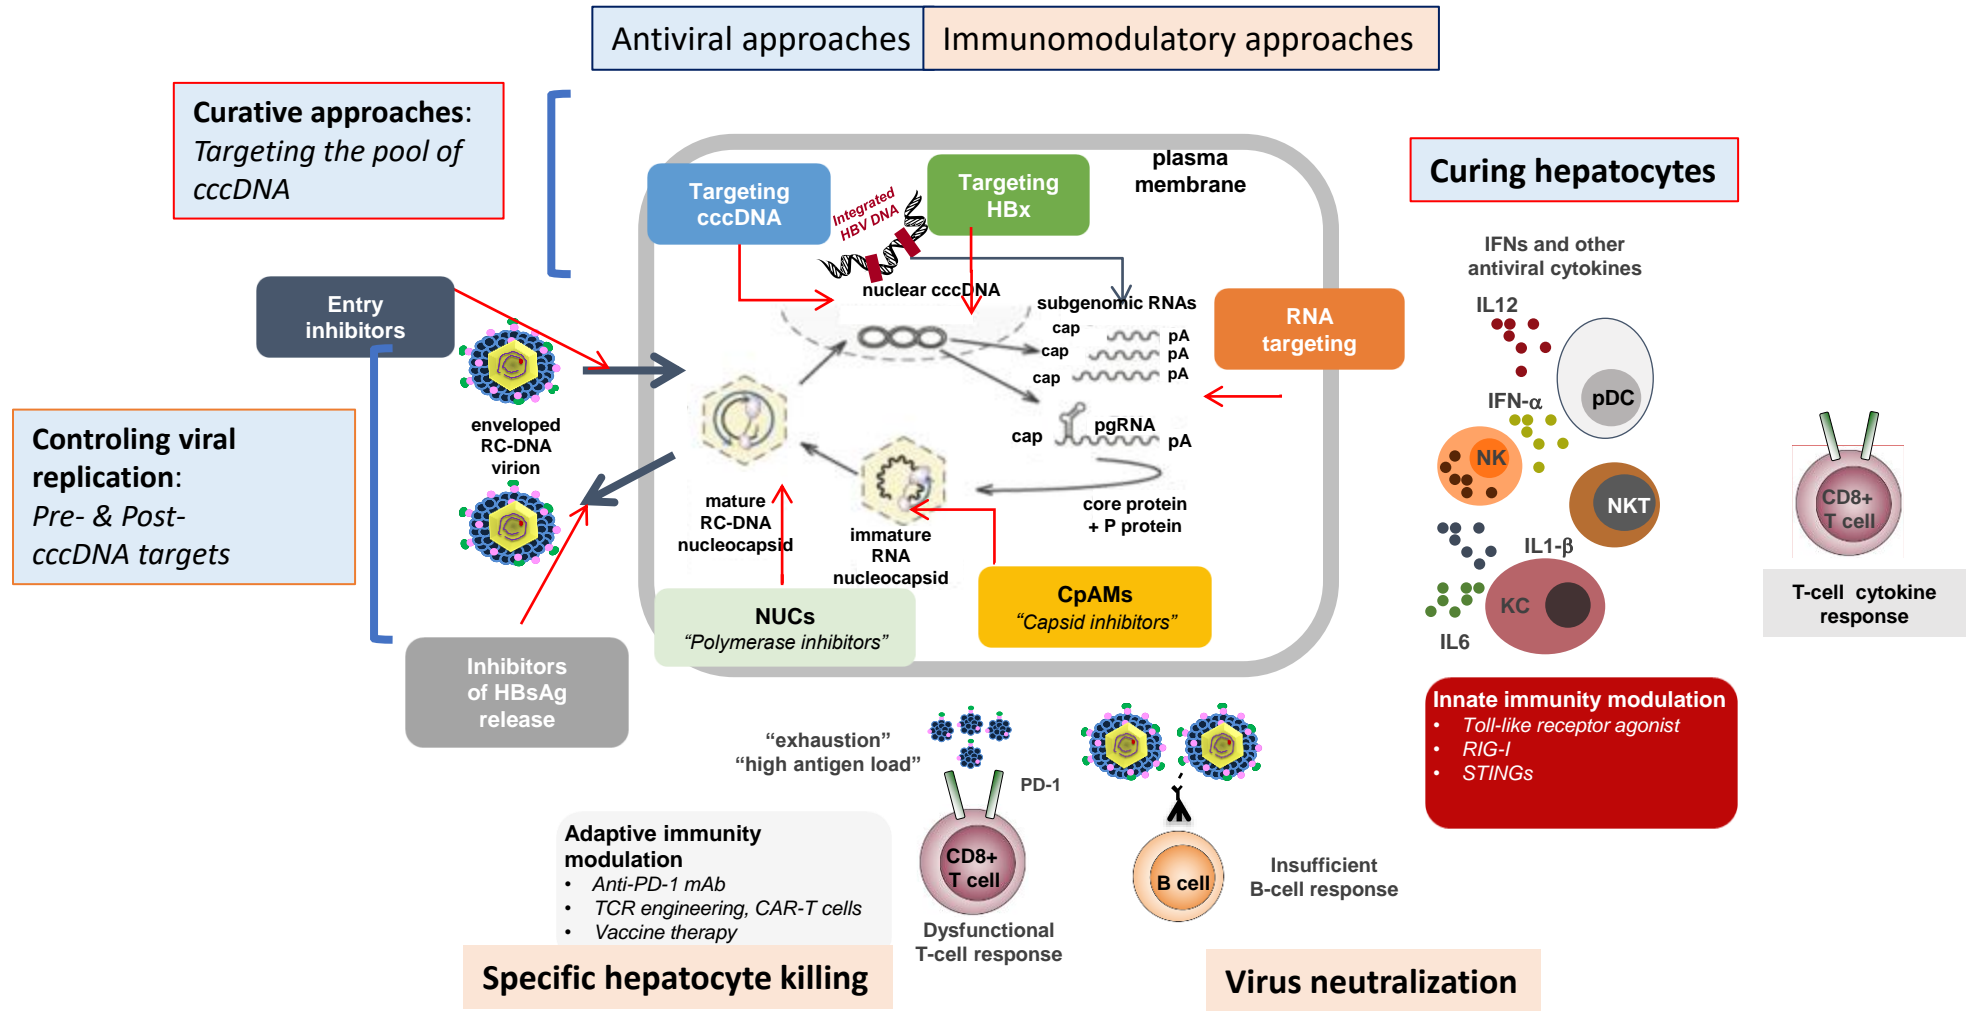 Antiviral approaches
Immunomodulatory approaches
Curative approaches:
Targeting the pool of
cccDNA
Entry
inhibitors
Controling viral
replication:
Pre- & Post-
cccDNA targets
enveloped
RC-DNA
virion
Inhibitors
of HBsAg
release
Targeting
cccDNA
Integrated
HBV DNA
Targeting
HBx
plasma
membrane
nuclear cccDNA
subgenomic RNAs
cap
pA
cap
pA
cap
pA
RNA
targeting
cap
pgRNA
pA
core protein
+ P protein
mature
RC-DNA
nucleocapsid
immature
RNA
nucleocapsid
NUCs
“Polymerase inhibitors”
CpAMs
“Capsid inhibitors”
Curing hepatocytes
IFNs and other
antiviral cytokines
IL12
pDC
IFN-α
NK
NKT
IL1-β
KC
IL6
CD8+
T cell
T-cell cytokine
response
Innate immunity modulation
• Toll-like receptor agonist
• RIG-I
• STINGs
“exhaustion”
“high antigen load”
PD-1
CD8+
T cell
Dysfunctional
T-cell response
B cell
Insufficient
B-cell response
Adaptive immunity
modulation
• Anti-PD-1 mAb
• TCR engineering, CAR-T cells
• Vaccine therapy
Specific hepatocyte killing
Virus neutralization